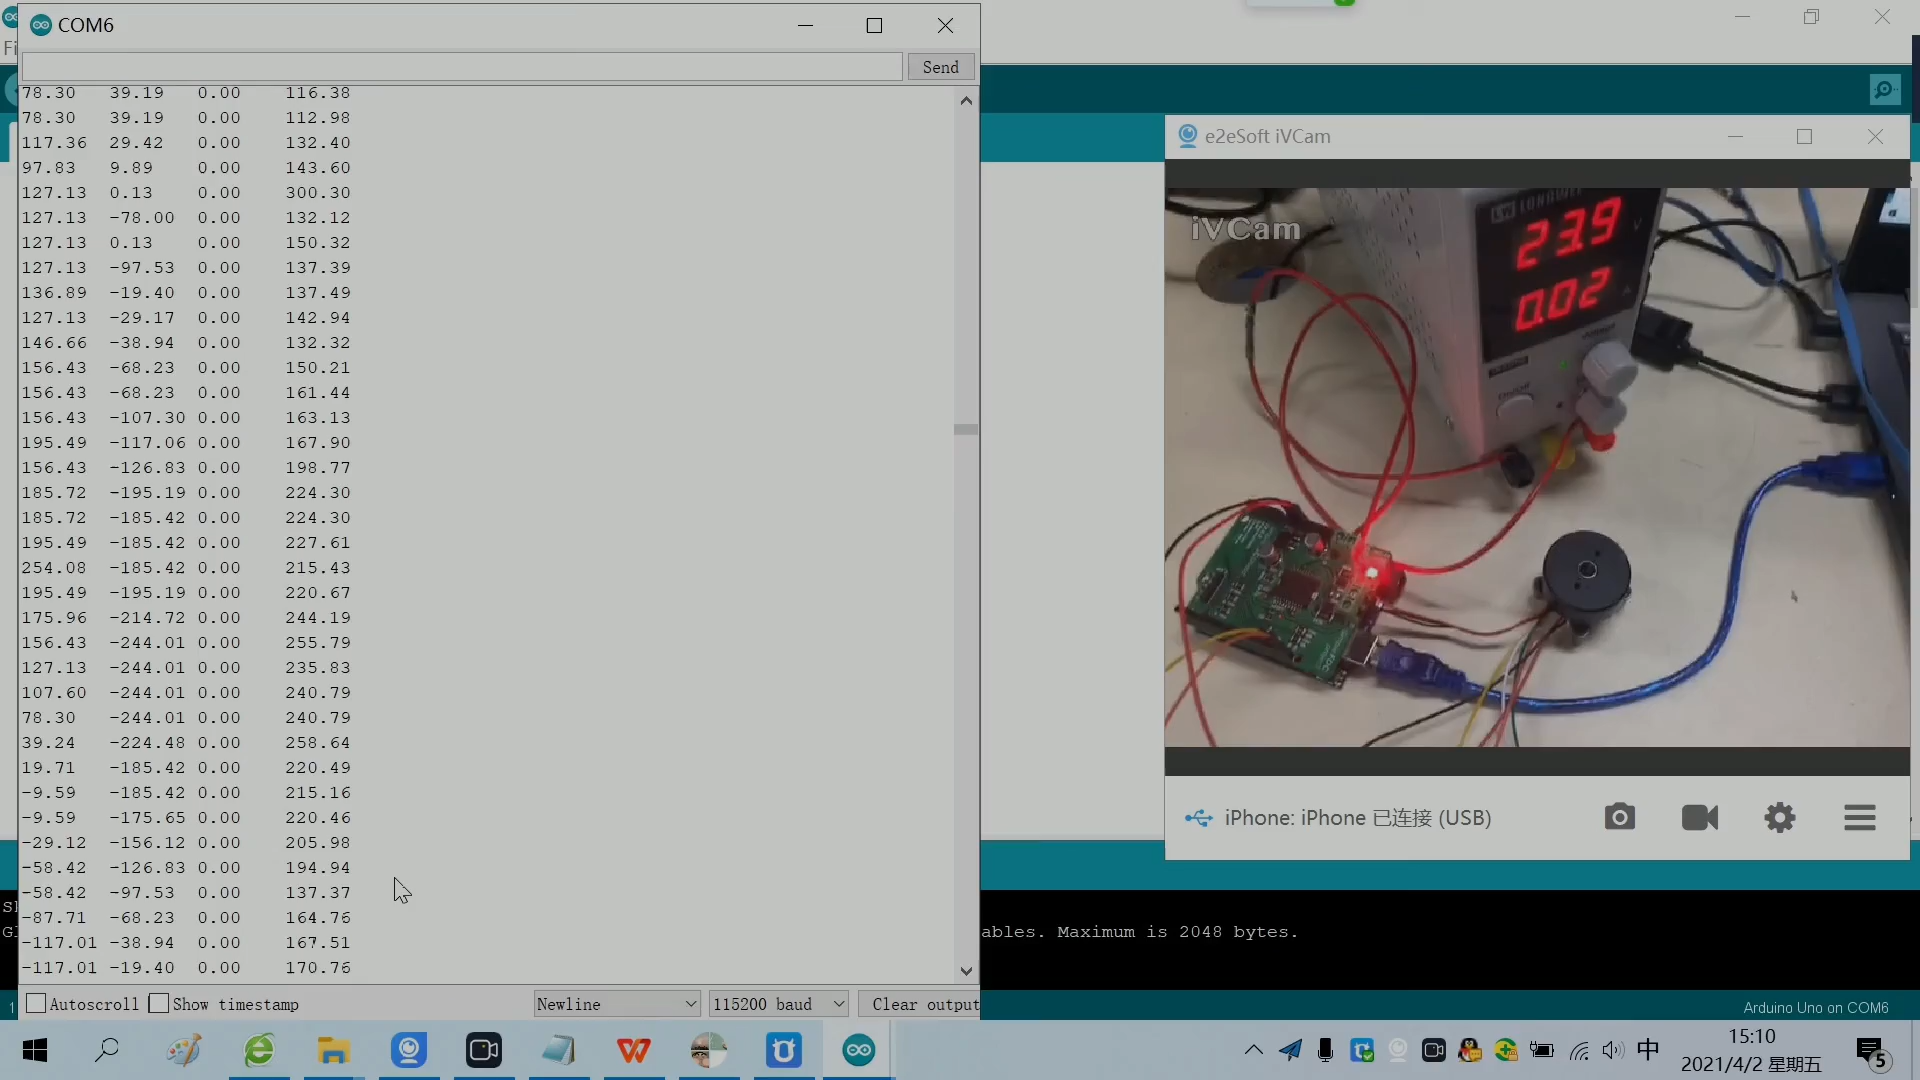 COM6
Send
78.30 39.19 0.00 116.38
78.30 39.19 0.00 112.98
117.36 29.42 0.00 132.40
97.83 9.89 0.00 143.60
127.13 0.13 0.00 300.30
127.13 -78.00 0.00 132.12
127.13 0.13 0.00 150.32
127.13 -97.53 0.00 137.39
136.89 -19.40 0.00 137.49
127.13 -29.17 0.00 142.94
146.66 -38.94 0.00 132.32
156.43 -68.23 0.00 150.21
156.43 -68.23 0.00 161.44
156.43 -107.30 0.00 163.13
195.49 -117.06 0.00 167.90
156.43 -126.83 0.00 198.77
185.72 -195.19 0.00 224.30
185.72 -185.42 0.00 224.30
195.49 -185.42 0.00 227.61
254.08 -185.42 0.00 215.43
195.49 -195.19 0.00 220.67
175.96 -214.72 0.00 244.19
156.43 -244.01 0.00 255.79
127.13 -244.01 0.00 235.83
107.60 -244.01 0.00 240.79
78.30 -244.01 0.00 240.79
39.24 -224.48 0.00 258.64
19.71 -185.42 0.00 220.49
-9.59 -185.42 0.00 215.16
-9.59 -175.65 0.00 220.46
-29.12 -156.12 0.00 205.98
-58.42 -126.83 0.00 194.94
-58.42 -97.53 0.00 137.37
-87.71 -68.23 0.00 164.76
-117.01 -38.94 0.00 167.51
-117.01 -19.40 0.00 170.76
Autoscroll Show timestamp Newline 115200 baud Clear output
e2eSoft iVCam
iVCam
23.9
0.02
iPhone: iPhone 已连接 (USB)
ables. Maximum is 2048 bytes.
Arduino Uno on COM6
中
15:10
2021/4/2 星期五
5